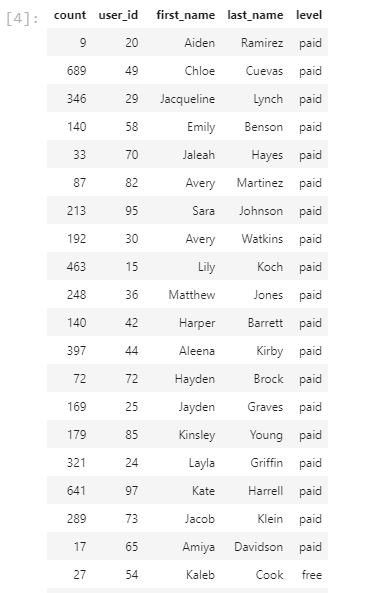 [4]: count user_id first_name last_name level
9 20 Aiden Ramirez paid
689 49 Chloe Cuevas paid
346 29 Jacqueline Lynch paid
140 58 Emily Benson paid
33 70 Jaleah Hayes paid
87 82 Avery Martinez paid
213 95 Sara Johnson paid
192 30 Avery Watkins paid
463 15 Lily Koch paid
248 36 Matthew Jones paid
140 42 Harper Barrett paid
397 44 Aleena Kirby paid
72 72 Hayden Brock paid
169 25 Jayden Graves paid
179 85 Kinsley Young paid
321 24 Layla Griffin paid
641 97 Kate Harrell paid
289 73 Jacob Klein paid
17 65 Amiya Davidson paid
27 54 Kaleb Cook free